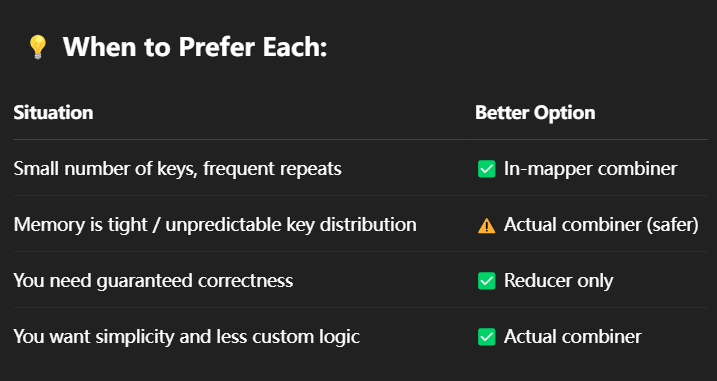 💡 When to Prefer Each:
Situation Better Option
Small number of keys, frequent repeats ✅ In-mapper combiner
Memory is tight / unpredictable key distribution ⚠️ Actual combiner (safer)
You need guaranteed correctness ✅ Reducer only
You want simplicity and less custom logic ✅ Actual combiner